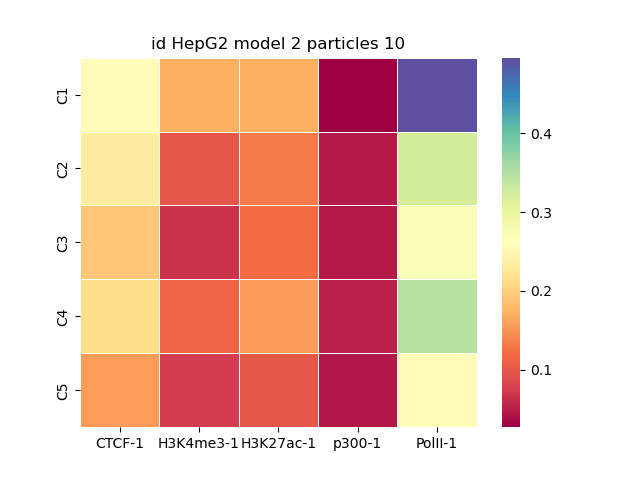 id HepG2 model 2 particles 10
C1
C2
C3
C4
C5
CTCF-1 H3K4me3-1 H3K27ac-1 p300-1 PolII-1
0.4
0.3
0.2
0.1